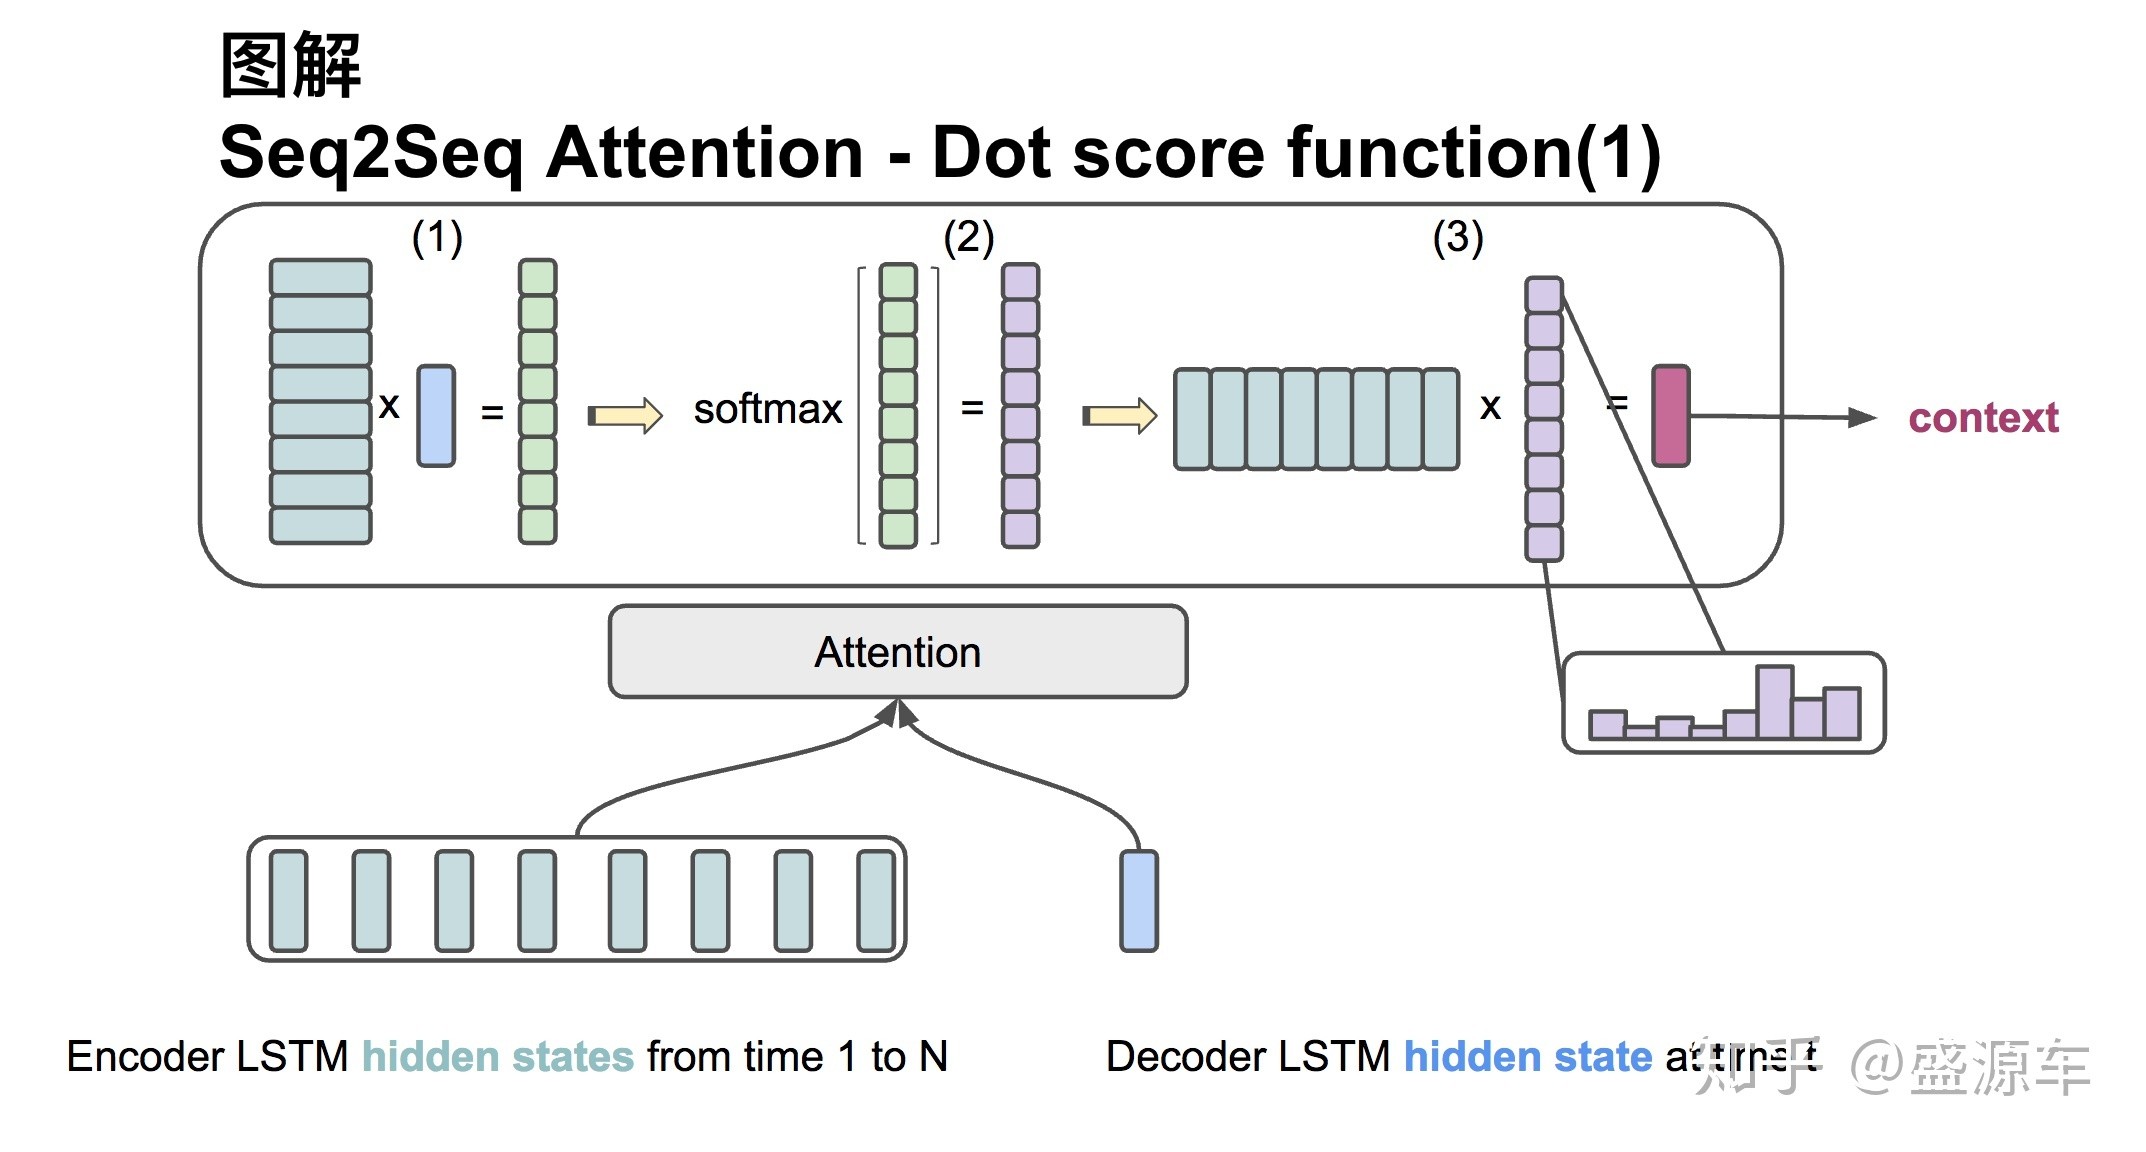 图解
Seq2Seq Attention - Dot score function(1)
(1)
(2)
(3)
x
=
softmax
=
x
=
context
Attention
Encoder LSTM hidden states from time 1 to N
Decoder LSTM hidden state at time t
知乎 @盛源车